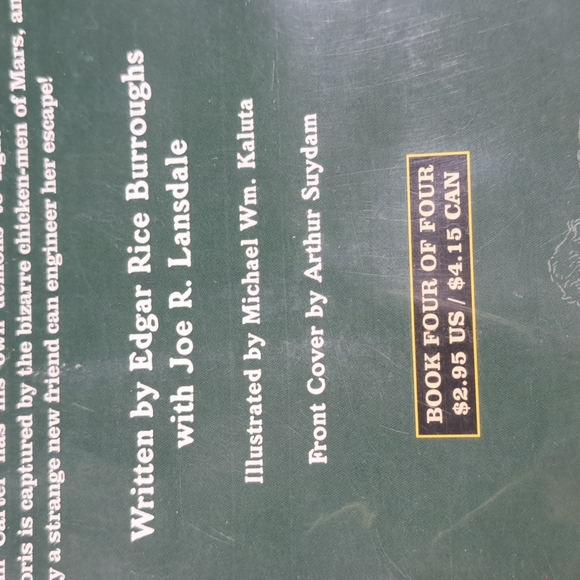 Carter has his own demons to
oris is captured by the bizarre chicken-men of Mars, an
y a strange new friend can engineer her escape!
Written by Edgar Rice Burroughs
with Joe R. Lansdale
Illustrated by Michael Wm. Kaluta
Front Cover by Arthur Suydam
BOOK FOUR OF FOUR
$2.95 US / $4.15 CAN